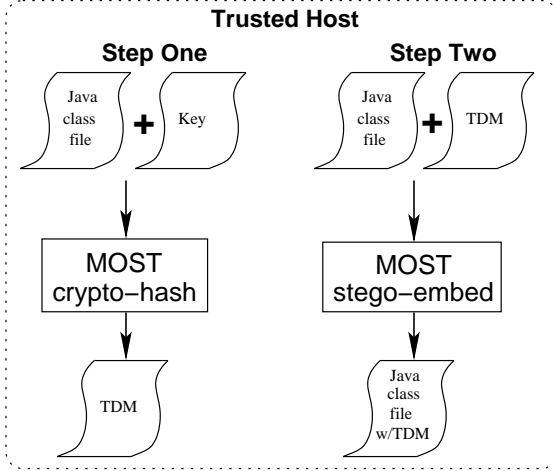 Trusted Host
Step One
Step Two
Java
class
file
+
Key
Java
class
file
+
TDM
MOST
crypto-hash
MOST
stego-embed
TDM
Java
class
file
w/TDM